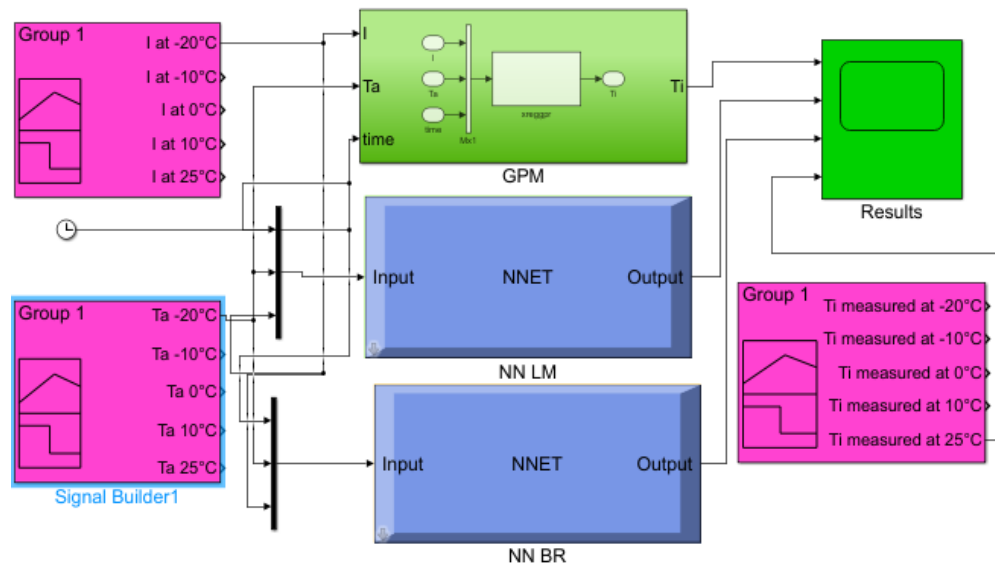 Group 1
I at -20°C
I at -10°C
I at 0°C
I at 10°C
I at 25°C
I
Ta
time
I
Ta
time
Mx1
xreggpr
Ti
Ti
GPM
Results
Input
NNET
Output
NN LM
Group 1
Ta -20°C
Ta -10°C
Ta 0°C
Ta 10°C
Ta 25°C
Signal Builder1
Group 1
Ti measured at -20°C
Ti measured at -10°C
Ti measured at 0°C
Ti measured at 10°C
Ti measured at 25°C
Input
NNET
Output
NN BR